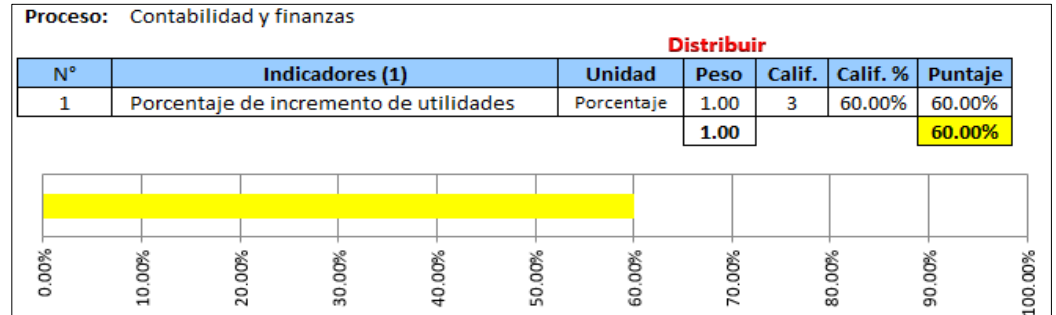 Proceso: Contabilidad y finanzas
Distribuir
N° Indicadores (1) Unidad Peso Calif. Calif. % Puntaje
1 Porcentaje de incremento de utilidades Porcentaje 1.00 3 60.00% 60.00%
1.00 60.00%
0.00% 10.00% 20.00% 30.00% 40.00% 50.00% 60.00% 70.00% 80.00% 90.00% 100.00%